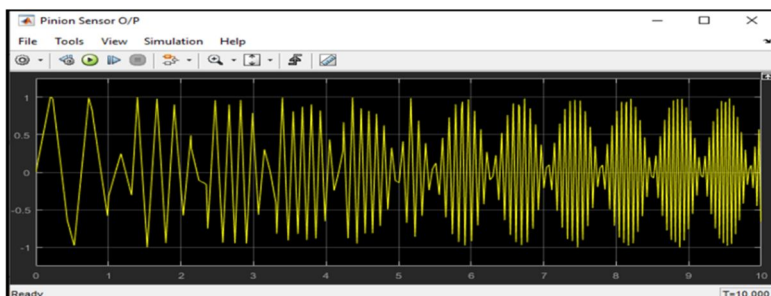 Pinion Sensor O/P
File Tools View Simulation Help
1
0.5
0
-0.5
-1
0 1 2 3 4 5 6 7 8 9 10
Ready T=10.000